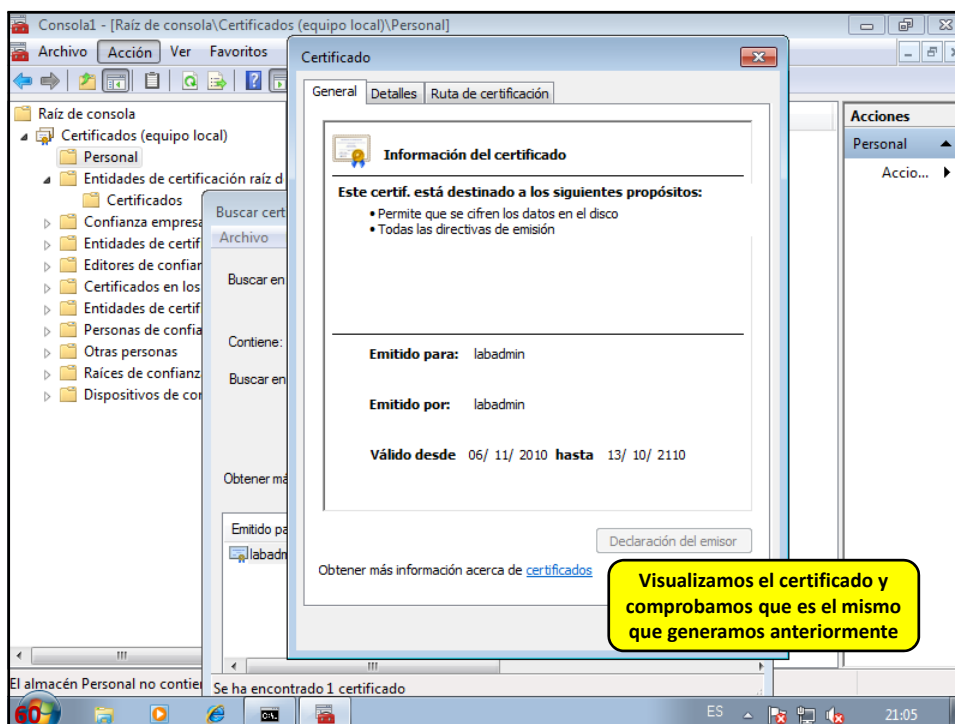 Consola1 - [Raíz de consola\Certificados (equipo local)\Personal]
Archivo Acción Ver Favoritos
Raíz de consola
Certificados (equipo local)
Personal
Entidades de certificación raíz d
Certificados
Confianza empresa
Entidades de certif
Editores de confiar
Certificados en los
Entidades de certif
Personas de confia
Otras personas
Raíces de confianz
Dispositivos de cor
El almacén Personal no contier
Buscar cert
Archivo
Buscar en
Contiene:
Buscar en
Obtener má
Emitido pa
labadn
Se ha encontrado 1 certificado
Certificado
General Detalles Ruta de certificación
Información del certificado
Este certif. está destinado a los siguientes propósitos:
• Permite que se cifren los datos en el disco
• Todas las directivas de emisión
Emitido para: labadmin
Emitido por: labadmin
Válido desde 06/ 11/ 2010 hasta 13/ 10/ 2110
Declaración del emisor
Obtener más información acerca de certificados
Acciones
Personal
Accio...
Visualizamos el certificado y
comprobamos que es el mismo
que generamos anteriormente
60
C:\.
ES
21:05